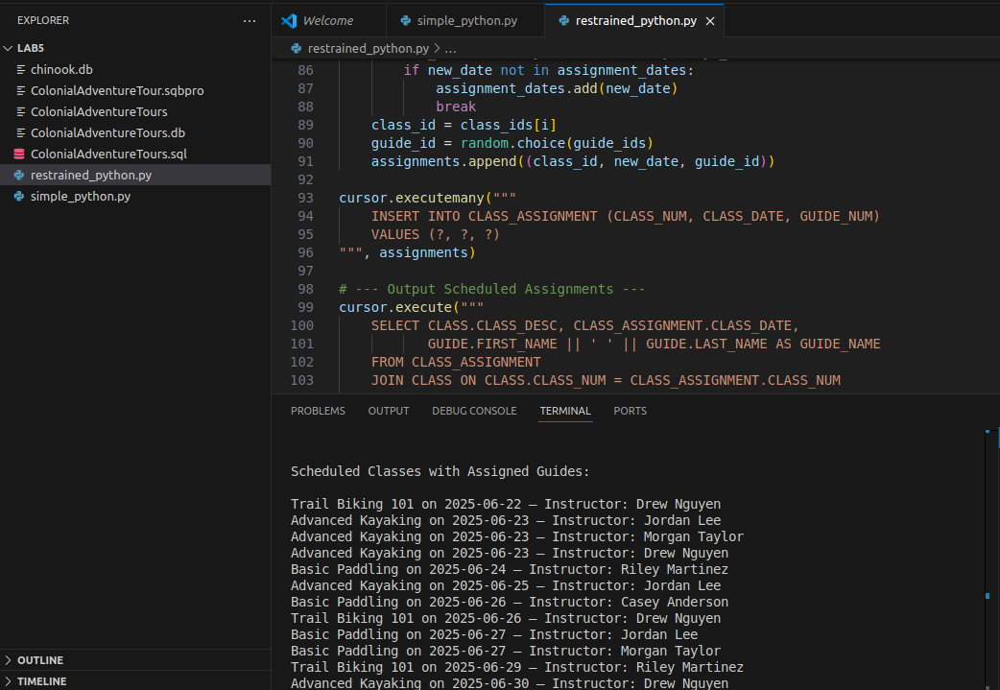 EXPLORER
...
Welcome
simple_python.py
restrained_python.py
LAB5
chinook.db
ColonialAdventureTour.sqbpro
ColonialAdventureTours
ColonialAdventureTours.db
ColonialAdventureTours.sql
restrained_python.py
simple_python.py
OUTLINE
TIMELINE
restrained_python.py > ...
86 if new_date not in assignment_dates:
87 assignment_dates.add(new_date)
88 break
89 class_id = class_ids[i]
90 guide_id = random.choice(guide_ids)
91 assignments.append((class_id, new_date, guide_id))
92
93 cursor.executemany("""
94 INSERT INTO CLASS_ASSIGNMENT (CLASS_NUM, CLASS_DATE, GUIDE_NUM)
95 VALUES (?, ?, ?)
96 """, assignments)
97
98 # --- Output Scheduled Assignments ---
99 cursor.execute("""
100 SELECT CLASS.CLASS_DESC, CLASS_ASSIGNMENT.CLASS_DATE,
101 GUIDE.FIRST_NAME || ' ' || GUIDE.LAST_NAME AS GUIDE_NAME
102 FROM CLASS_ASSIGNMENT
103 JOIN CLASS ON CLASS.CLASS_NUM = CLASS_ASSIGNMENT.CLASS_NUM
PROBLEMS OUTPUT DEBUG CONSOLE TERMINAL PORTS
Scheduled Classes with Assigned Guides:
Trail Biking 101 on 2025-06-22 — Instructor: Drew Nguyen
Advanced Kayaking on 2025-06-23 — Instructor: Jordan Lee
Advanced Kayaking on 2025-06-23 — Instructor: Morgan Taylor
Advanced Kayaking on 2025-06-23 — Instructor: Drew Nguyen
Basic Paddling on 2025-06-24 — Instructor: Riley Martinez
Advanced Kayaking on 2025-06-25 — Instructor: Jordan Lee
Basic Paddling on 2025-06-26 — Instructor: Casey Anderson
Trail Biking 101 on 2025-06-26 — Instructor: Drew Nguyen
Basic Paddling on 2025-06-27 — Instructor: Jordan Lee
Basic Paddling on 2025-06-27 — Instructor: Morgan Taylor
Trail Biking 101 on 2025-06-29 — Instructor: Riley Martinez
Advanced Kayaking on 2025-06-30 — Instructor: Drew Nguyen